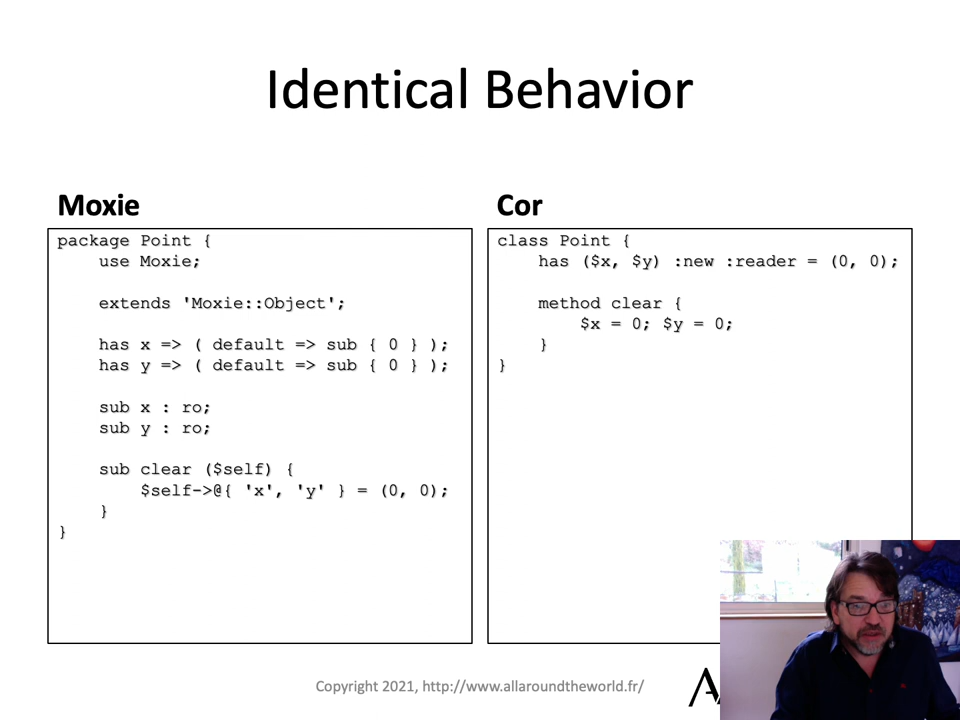 Identical Behavior
Moxie
package Point {
    use Moxie;

    extends 'Moxie::Object';

    has x => ( default => sub { 0 } );
    has y => ( default => sub { 0 } );

    sub x : ro;
    sub y : ro;

    sub clear ($self) {
        $self->@{ 'x', 'y' } = (0, 0);
    }
}
Cor
class Point {
    has ($x, $y) :new :reader = (0, 0);

    method clear {
        $x = 0; $y = 0;
    }
}
Copyright 2021, http://www.allaroundtheworld.fr/